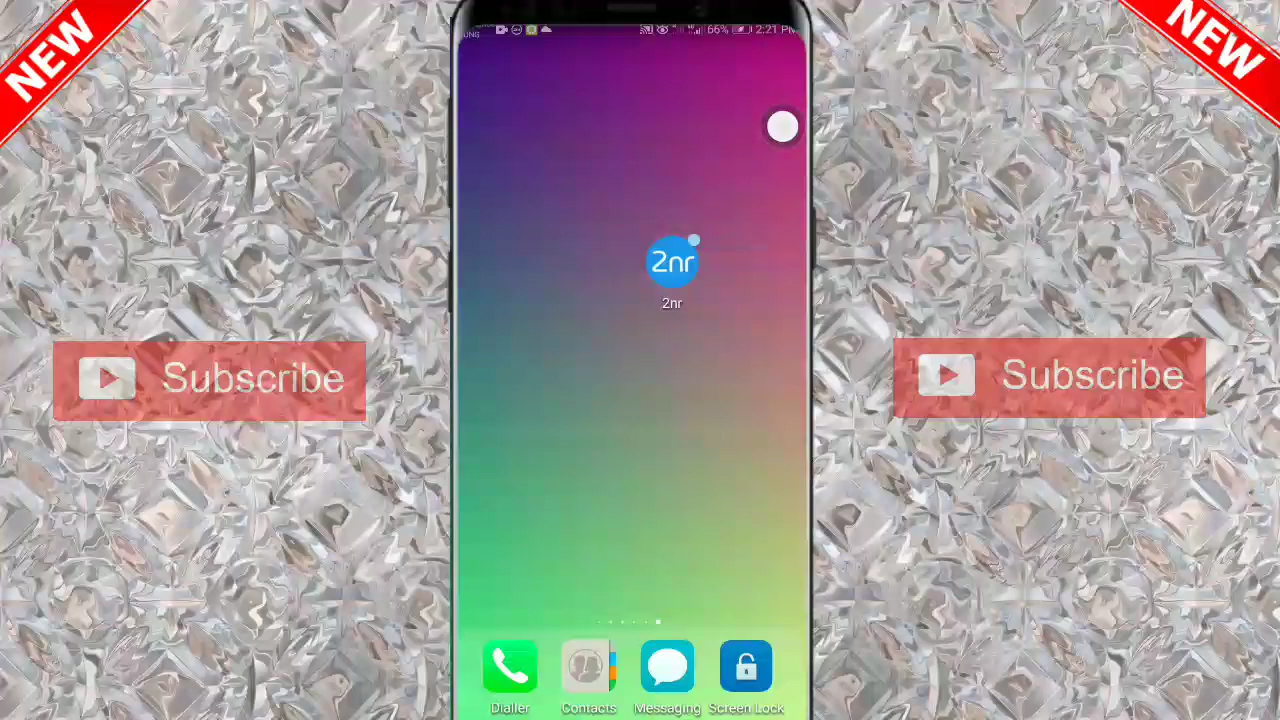 NEW
NEW
66% 2:21 PM
2nr
2nr
Subscribe
Subscribe
Dialler Contacts Messaging Screen Lock